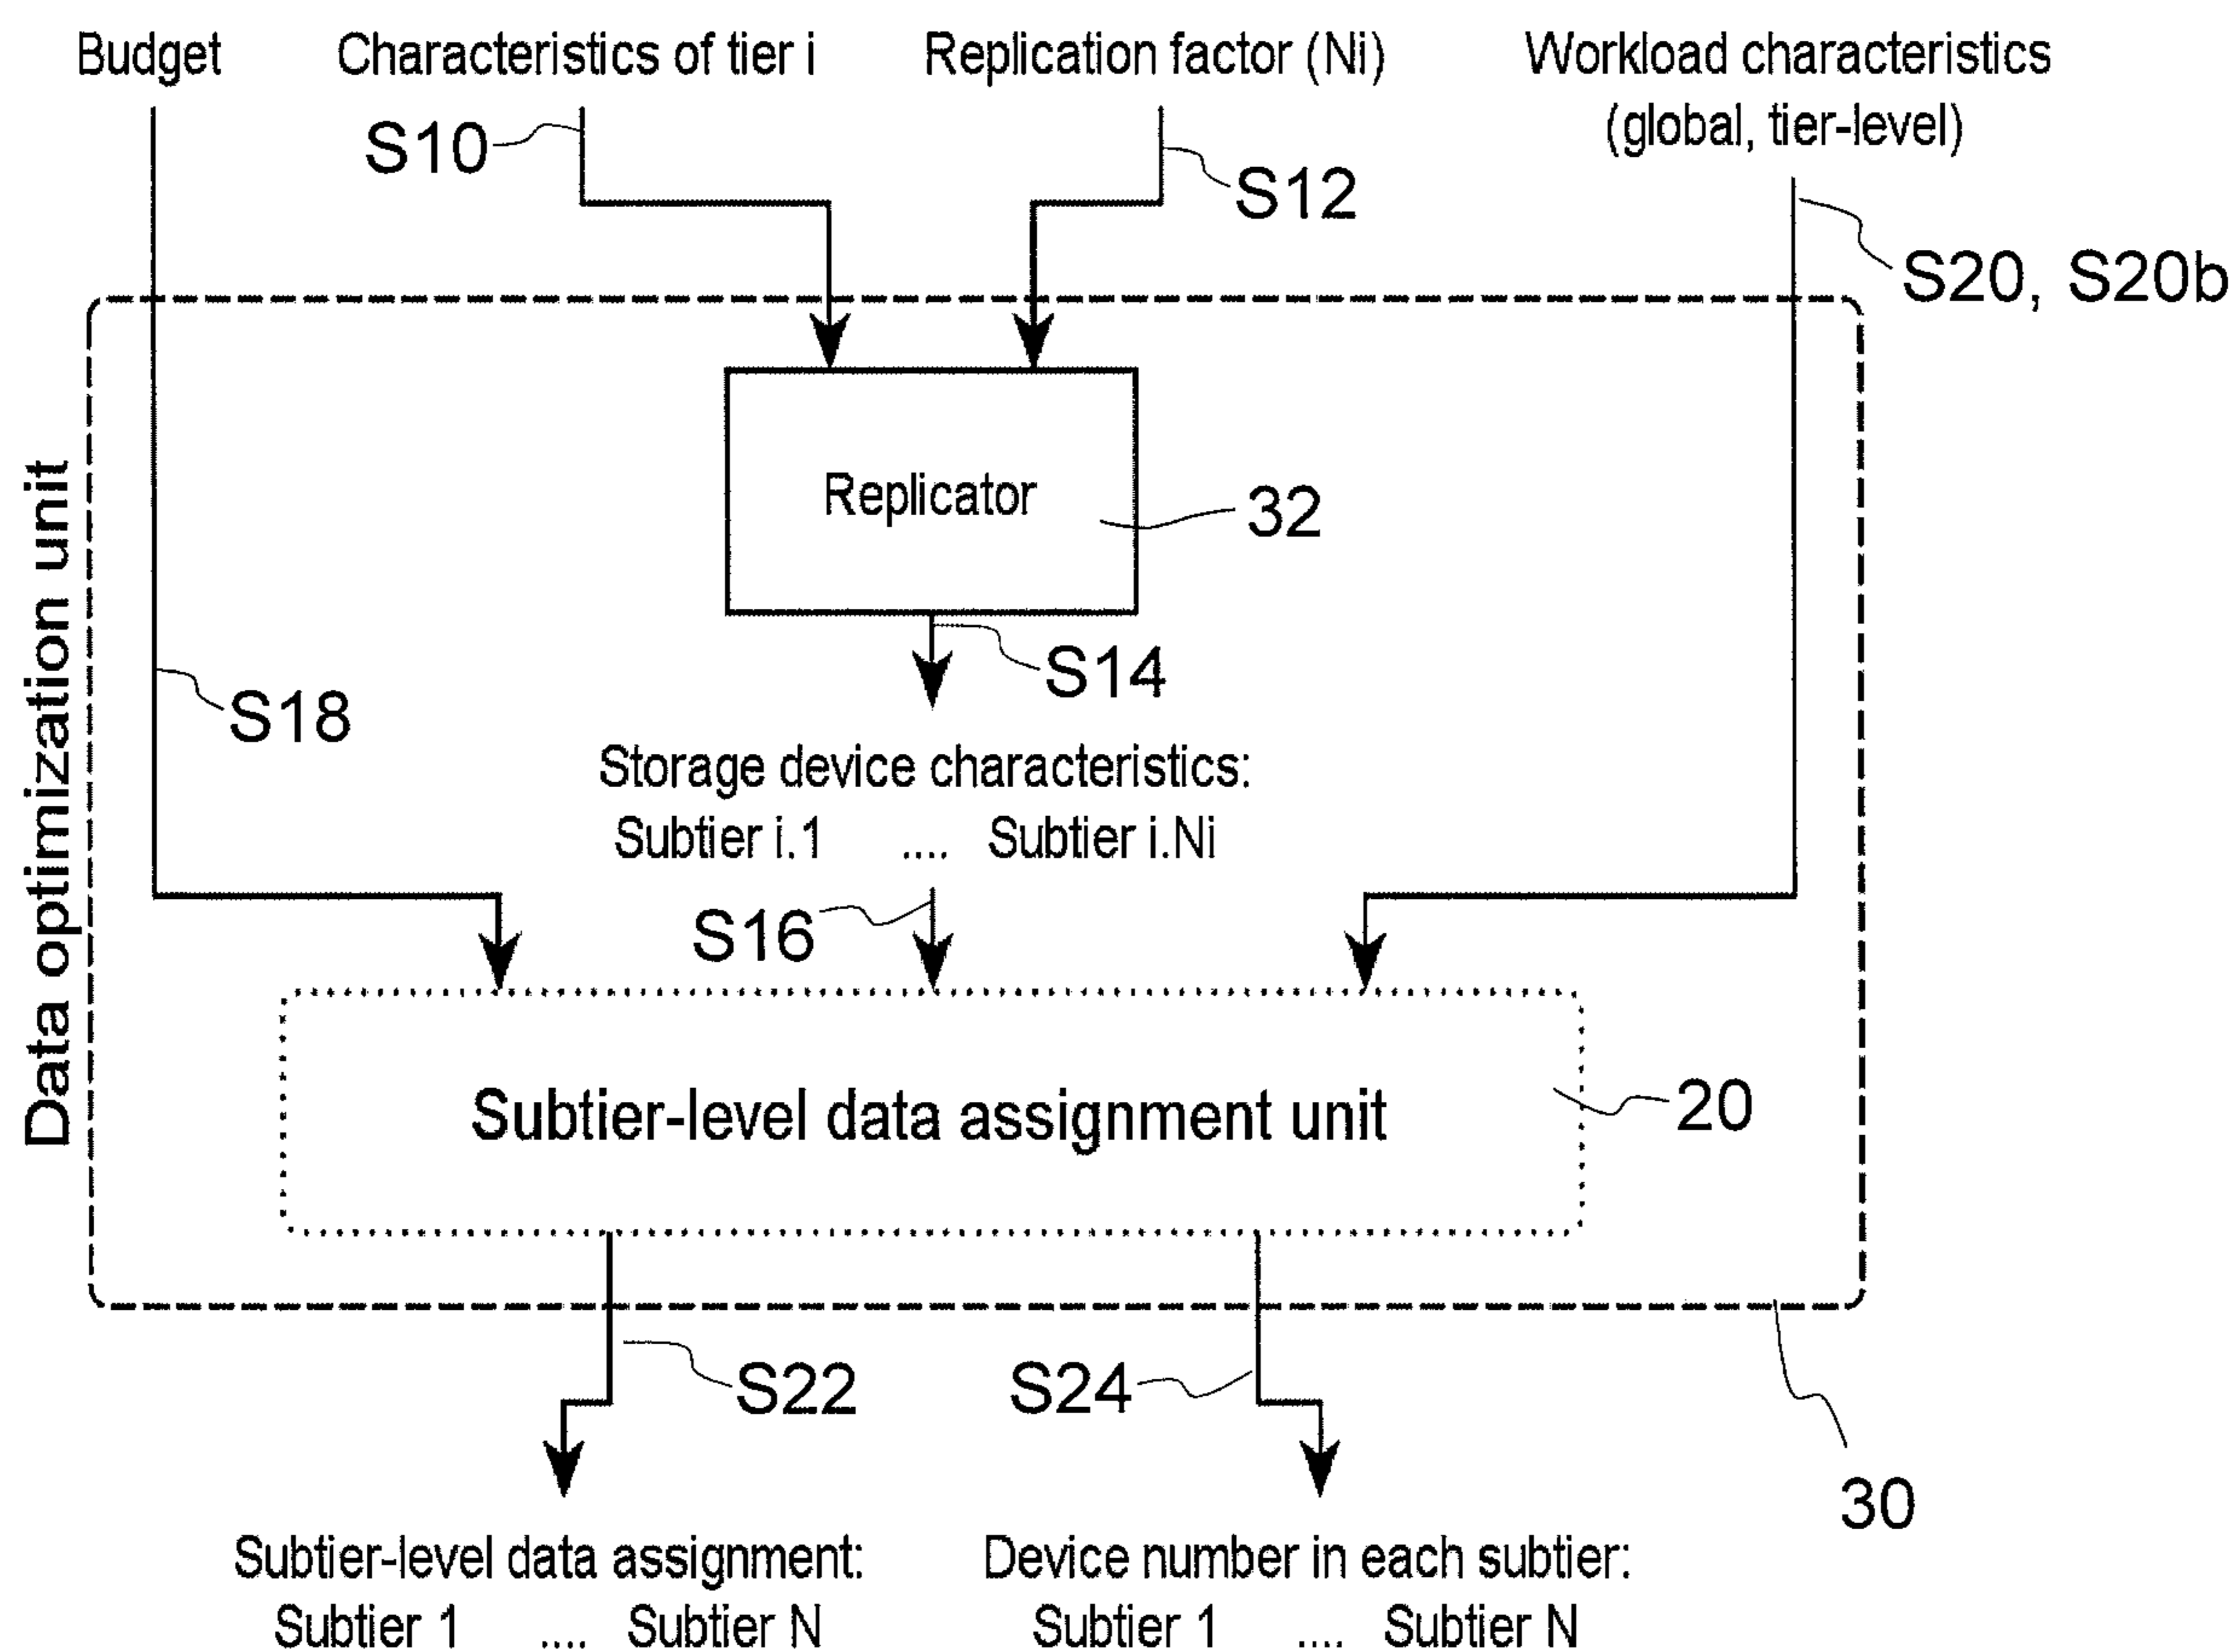 Budget
Characteristics of tier i
Replication factor (Ni)
Workload characteristics
(global, tier-level)
S10
S12
S20, S20b
Data optimization unit
Replicator
32
S14
S18
Storage device characteristics:
Subtier i.1 .... Subtier i.Ni
S16
Subtier-level data assignment unit
20
S22
S24
30
Subtier-level data assignment:
Subtier 1 .... Subtier N
Device number in each subtier:
Subtier 1 .... Subtier N